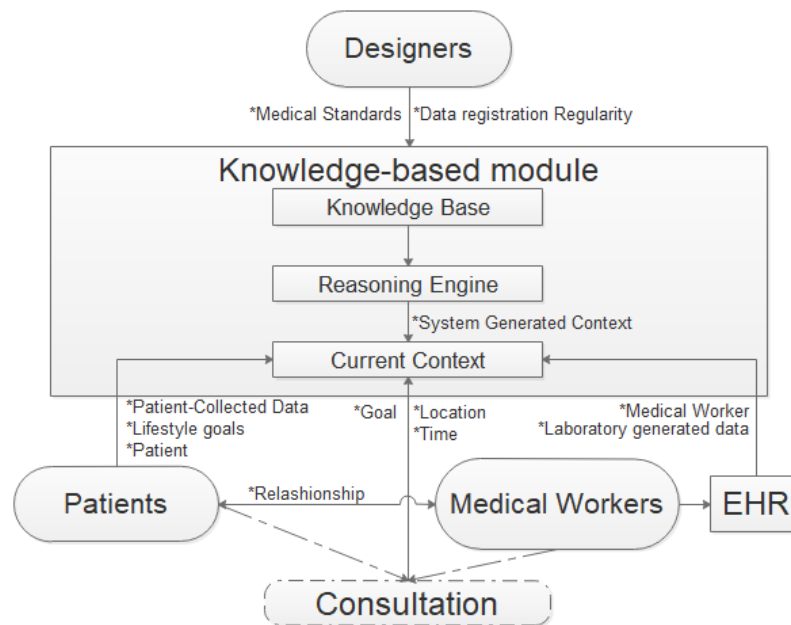 Designers
*Medical Standards *Data registration Regularity
Knowledge-based module
Knowledge Base
Reasoning Engine
*System Generated Context
Current Context
*Patient-Collected Data
*Lifestyle goals
*Patient
*Goal
*Location
*Time
*Medical Worker
*Laboratory generated data
Patients
*Relashionship
Medical Workers
EHR
Consultation